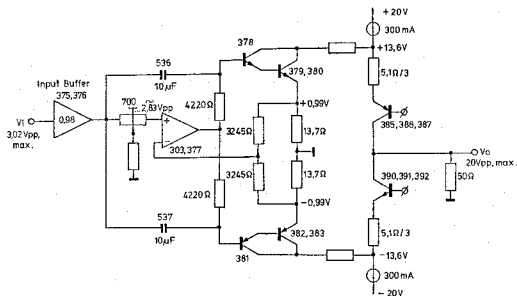 +20V
300mA
378
536
+13,6V
10µF
379,380
5,1Ω/3
Input Buffer
375,376
700
≈
2,83Vpp
4220Ω
+0,99V
385,386,387
Vi
0,98
+
3245Ω
13,7Ω
3,02Vpp,
max.
-
303,377
Vo
20Vpp, max.
3245Ω
13,7Ω
390,391,392
50Ω
4220Ω
-0,99V
537
382,383
5,1Ω/3
10µF
381
-13,6V
300mA
-20V